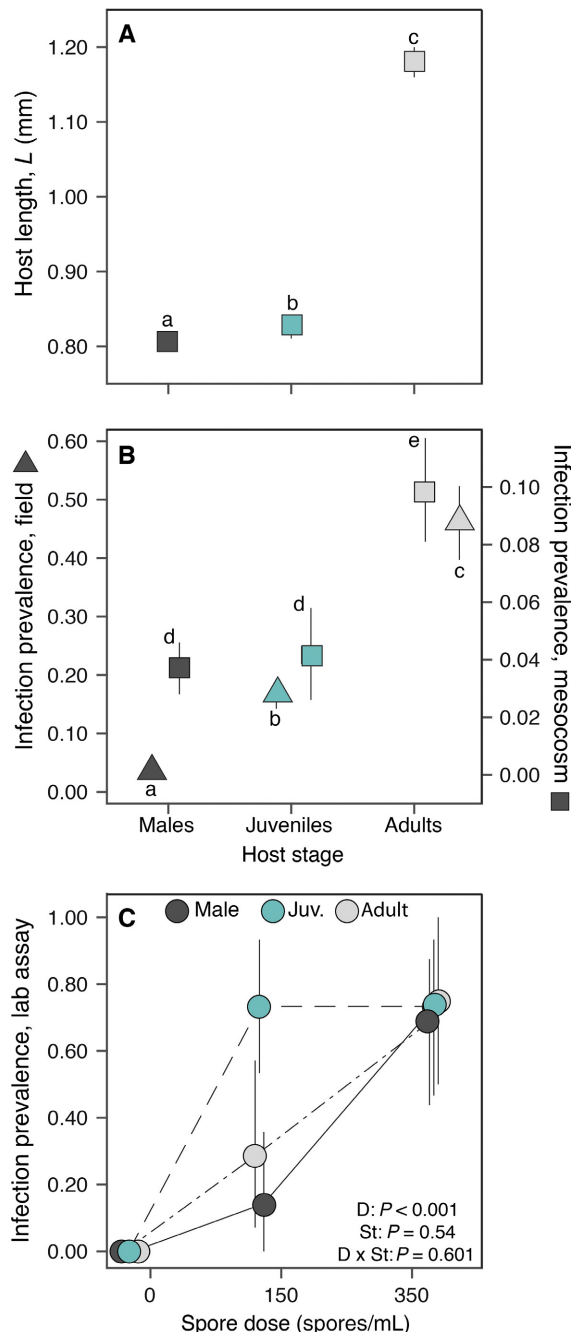 A
Host length, L (mm)
1.20
1.10
1.00
0.90
0.80
a
b
c
B
Infection prevalence, field
0.60
0.50
0.40
0.30
0.20
0.10
0.00
Infection prevalence, mesocosm
0.10
0.08
0.06
0.04
0.02
0.00
a
d
b
d
e
c
Males Juveniles Adults
Host stage
C
Male Juv. Adult
Infection prevalence, lab assay
1.00
0.80
0.60
0.40
0.20
0.00
D: P < 0.001
St: P = 0.54
D x St: P = 0.601
0 150 350
Spore dose (spores/mL)